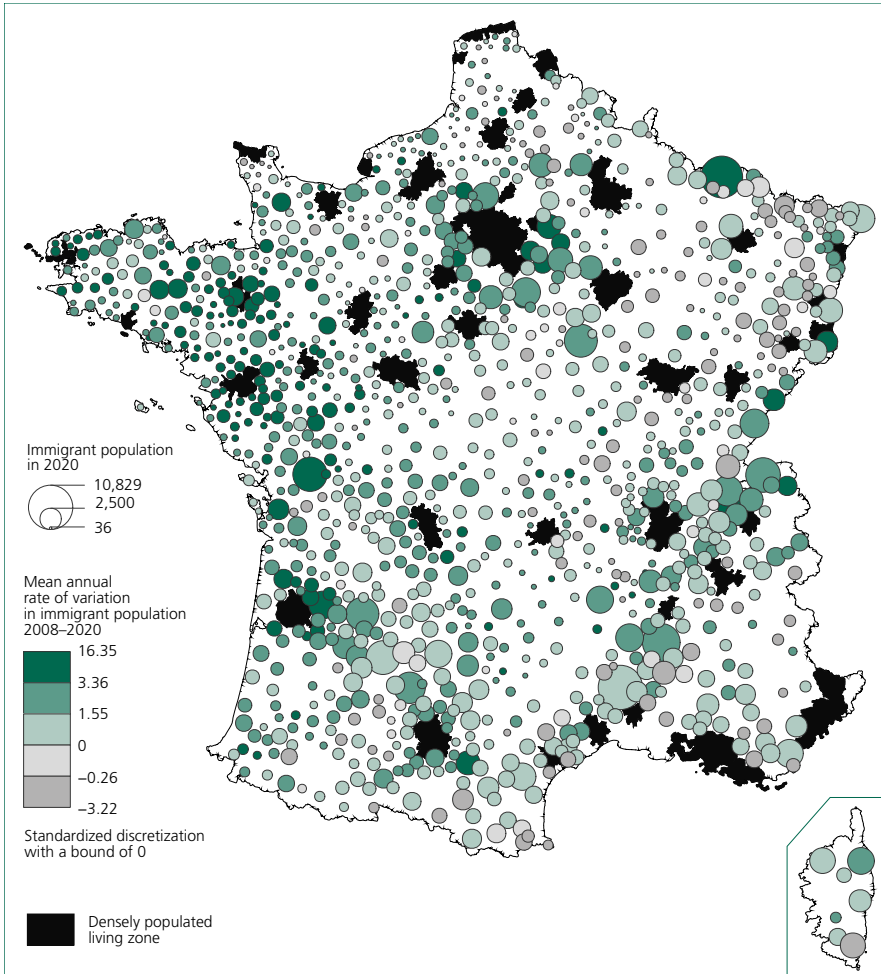 Immigrant population
in 2020
10,829
2,500
36
Mean annual
rate of variation
in immigrant population
2008–2020
16.35
3.36
1.55
0
–0.26
–3.22
Standardized discretization
with a bound of 0
Densely populated
living zone